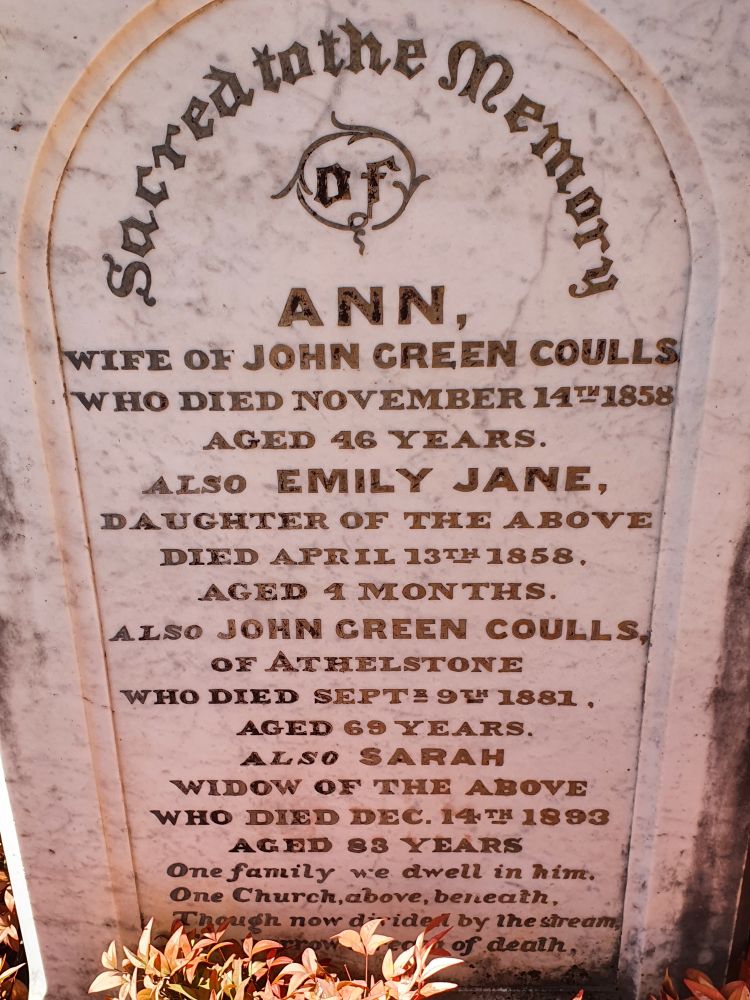 Sacred to the Memory
of
ANN,
WIFE OF JOHN GREEN COULLS
WHO DIED NOVEMBER 14TH 1858
AGED 46 YEARS.
ALSO EMILY JANE,
DAUGHTER OF THE ABOVE
DIED APRIL 13TH 1858.
AGED 4 MONTHS.
ALSO JOHN GREEN COULLS,
OF ATHELSTONE
WHO DIED SEPTR 9TH 1881,
AGED 69 YEARS.
ALSO SARAH
WIDOW OF THE ABOVE
WHO DIED DEC. 14TH 1893
AGED 83 YEARS
One family we dwell in him.
One Church, above, beneath,
Though now divided by the stream,
of death,